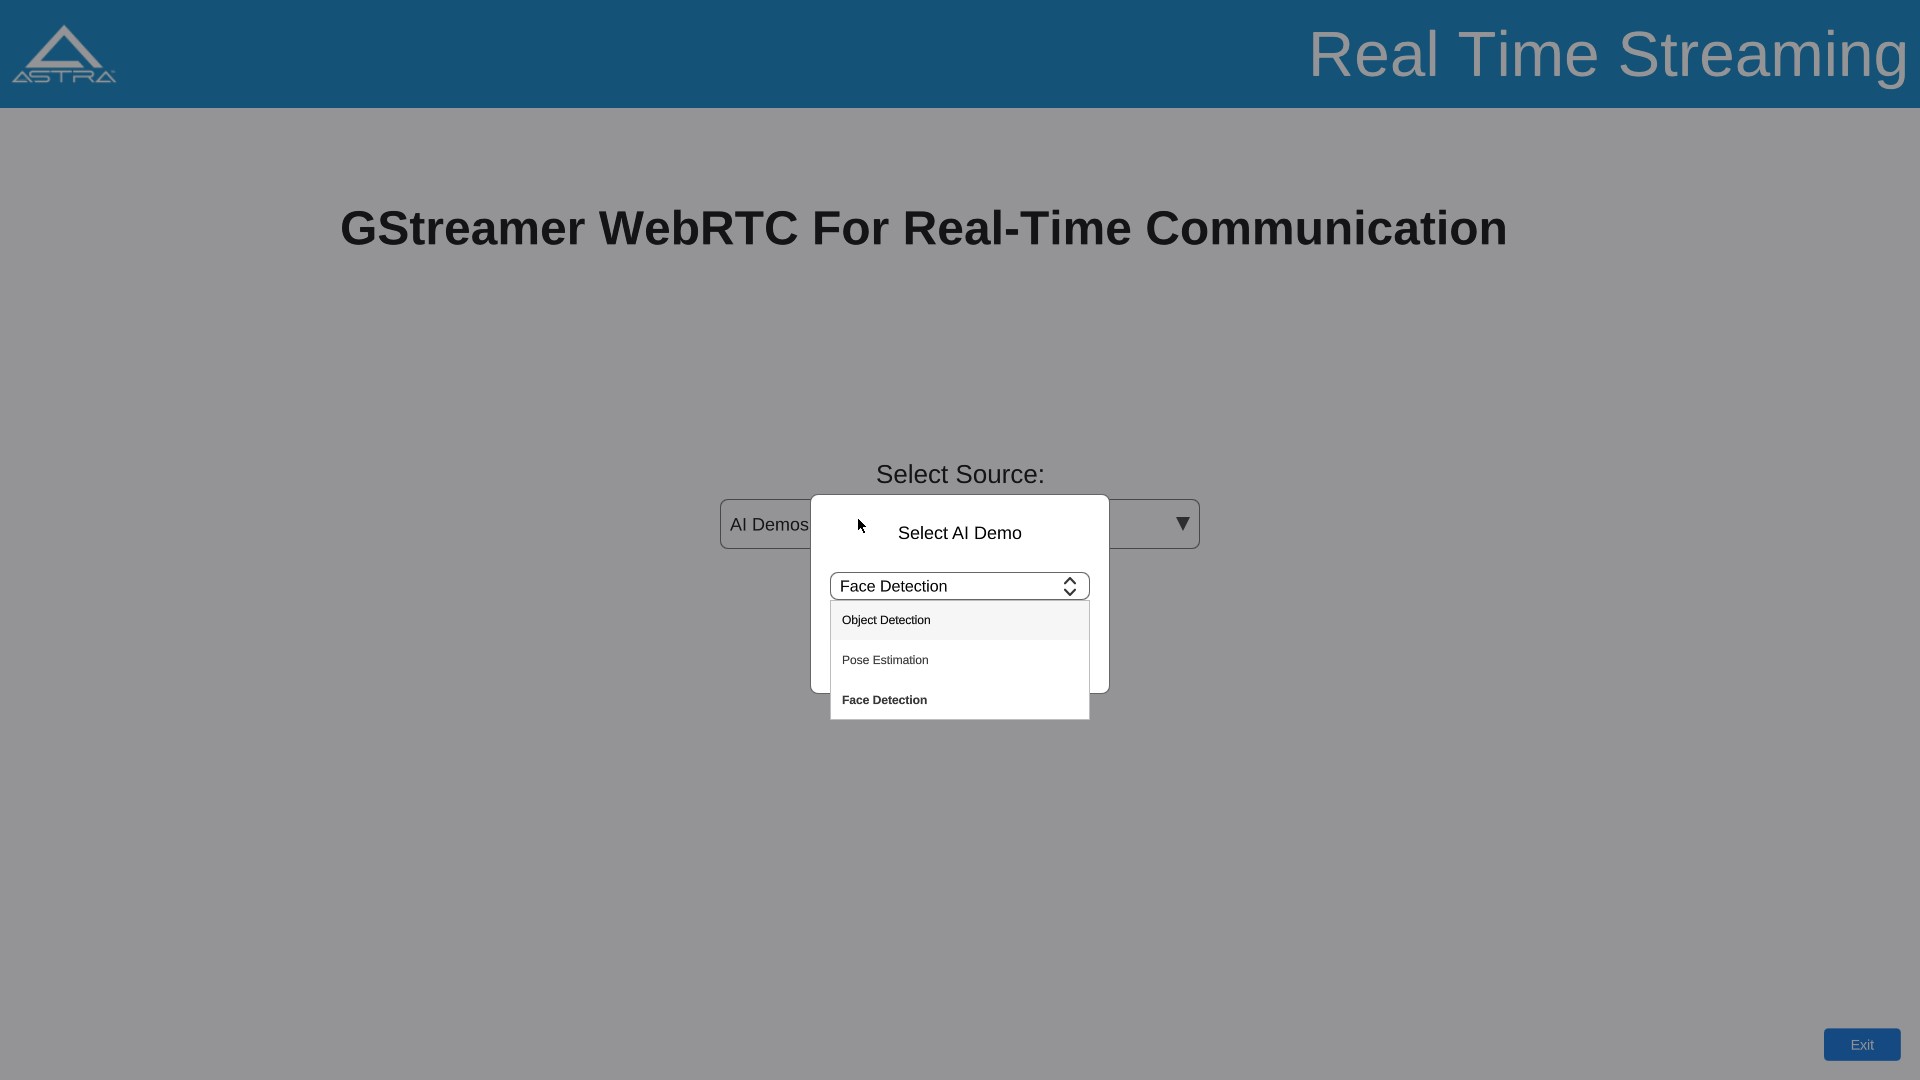 ASTRA
Real Time Streaming
GStreamer WebRTC For Real-Time Communication
Select Source:
AI Demos
Select AI Demo
Face Detection
Object Detection
Pose Estimation
Face Detection
Exit